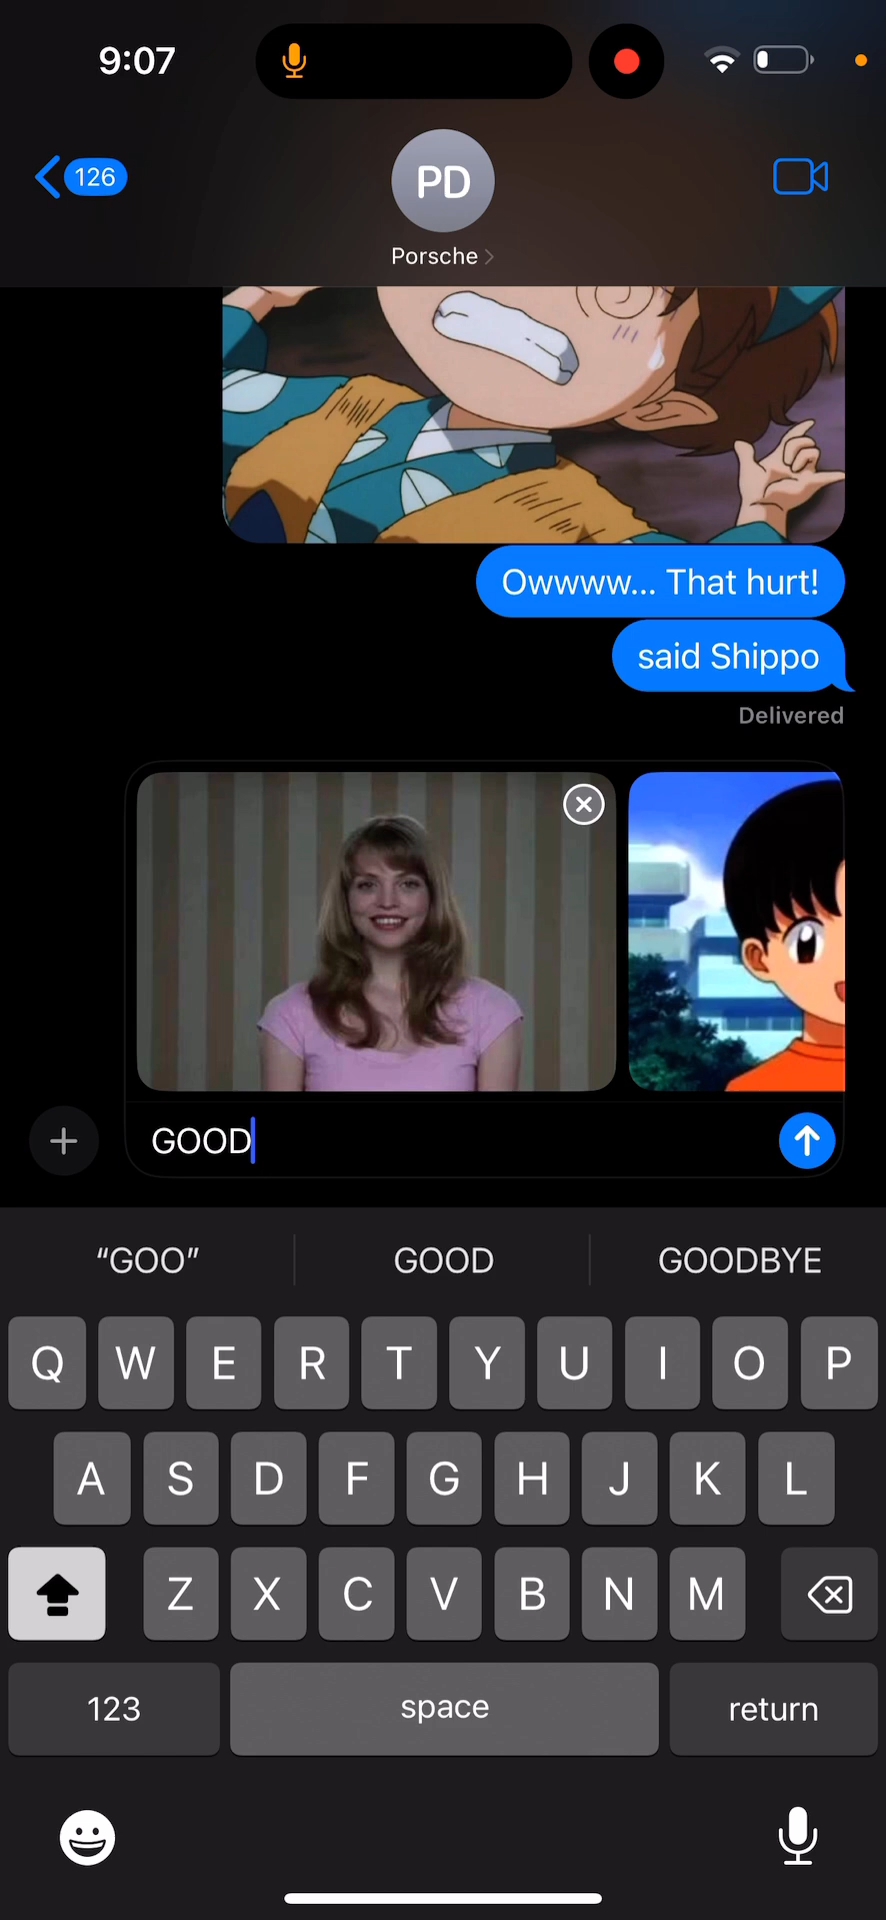 9:07
126
PD
Porsche
Owwww... That hurt!
said Shippo
Delivered
GOOD
“GOO” GOOD GOODBYE
Q W E R T Y U I O P
A S D F G H J K L
Z X C V B N M
123 space return